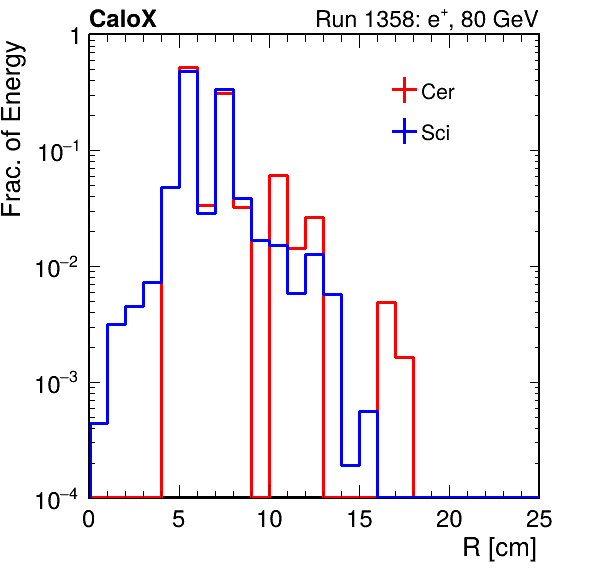 CaloX Run 1358: e⁺, 80 GeV
Frac. of Energy
1
10⁻¹
10⁻²
10⁻³
10⁻⁴
Cer
Sci
0 5 10 15 20 25
R [cm]